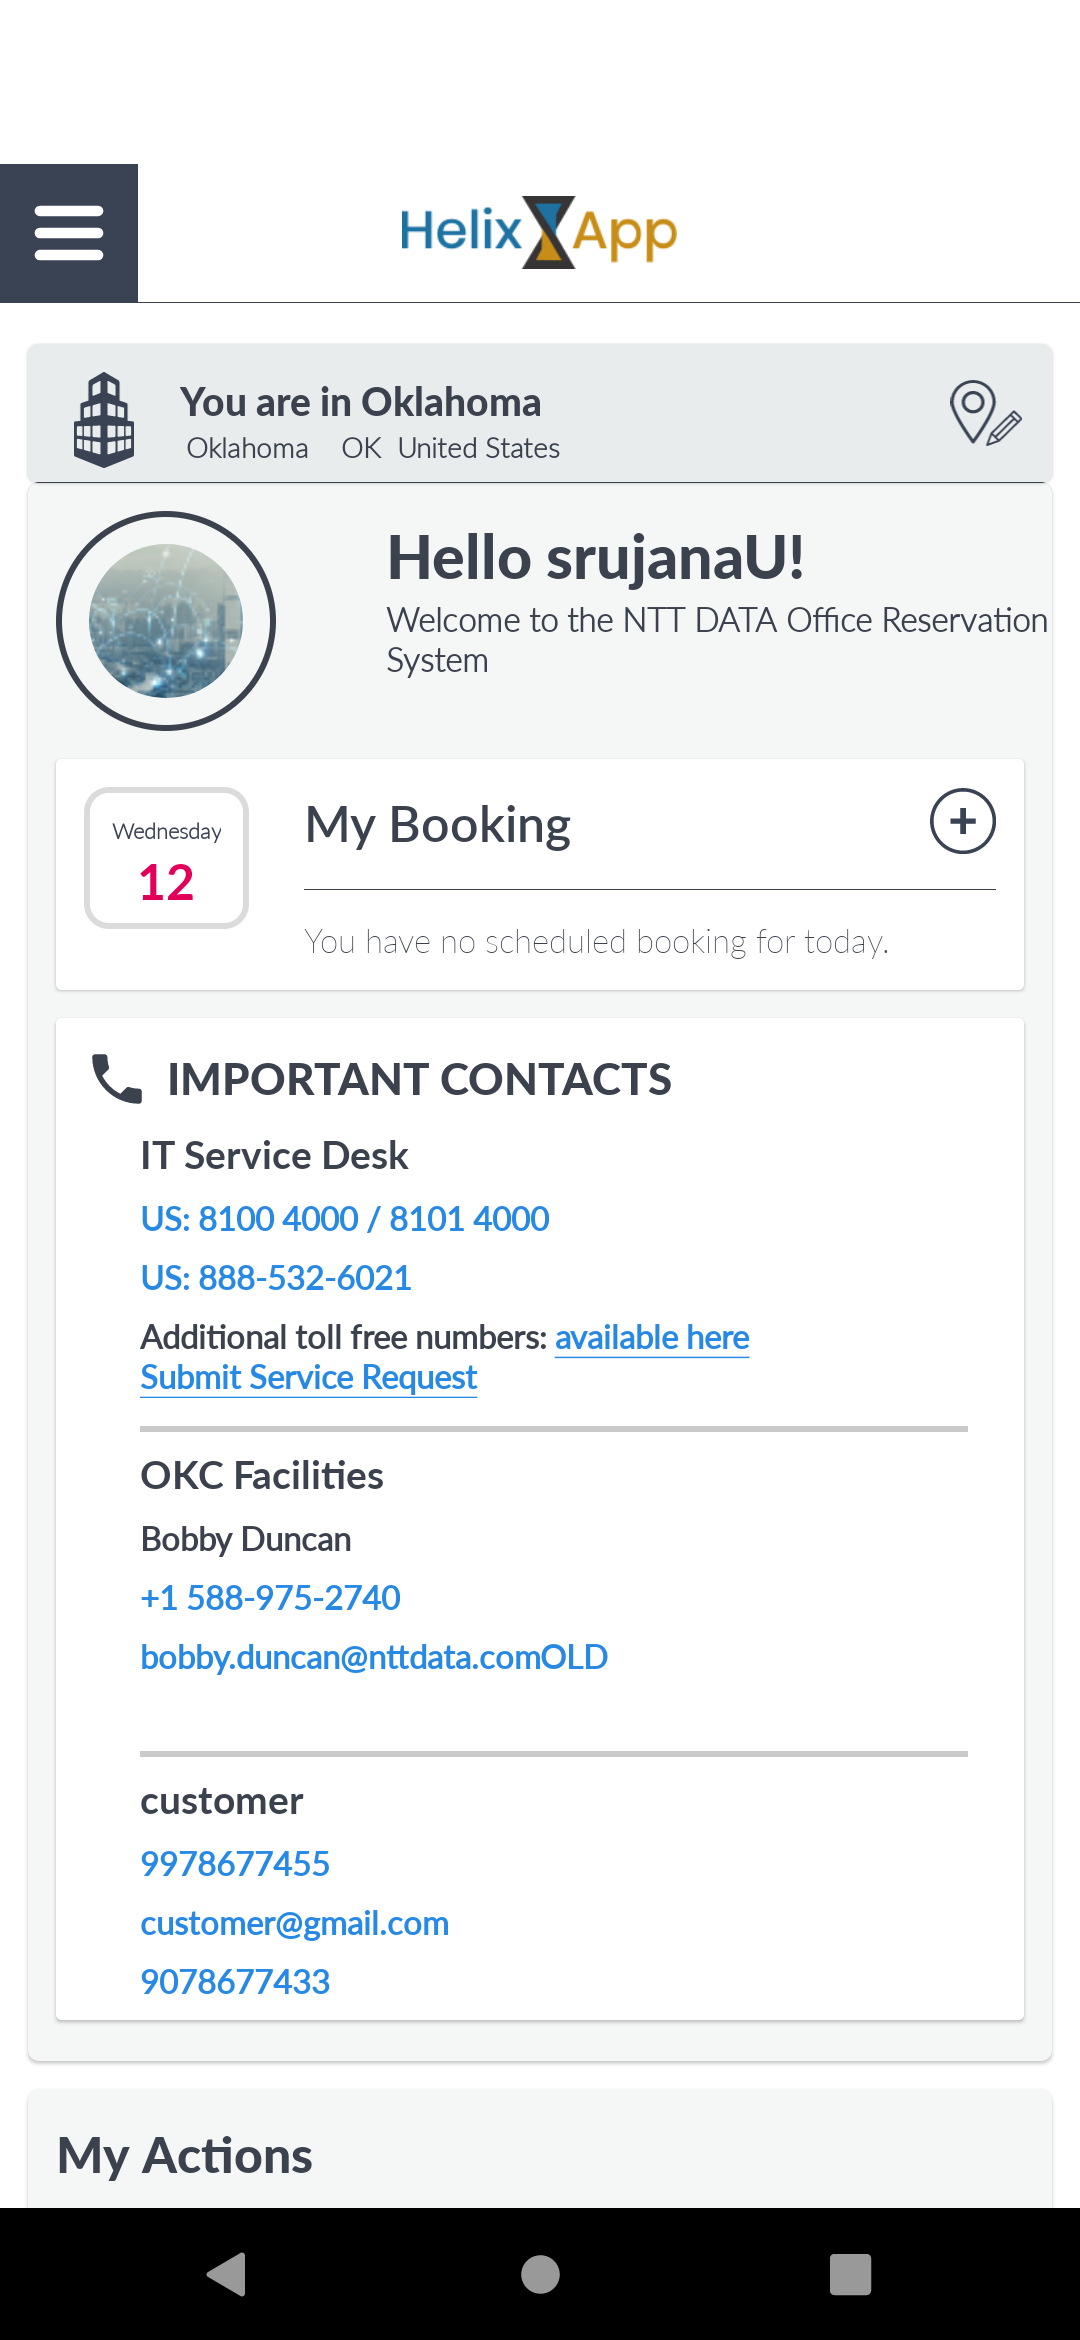 Helix App
You are in Oklahoma
Oklahoma OK United States
Hello srujanaU!
Welcome to the NTT DATA Office Reservation
System
Wednesday
12
My Booking
You have no scheduled booking for today.
IMPORTANT CONTACTS
IT Service Desk
US: 8100 4000 / 8101 4000
US: 888-532-6021
Additional toll free numbers: available here
Submit Service Request
OKC Facilities
Bobby Duncan
+1 588-975-2740
bobby.duncan@nttdata.comOLD
customer
9978677455
customer@gmail.com
9078677433
My Actions